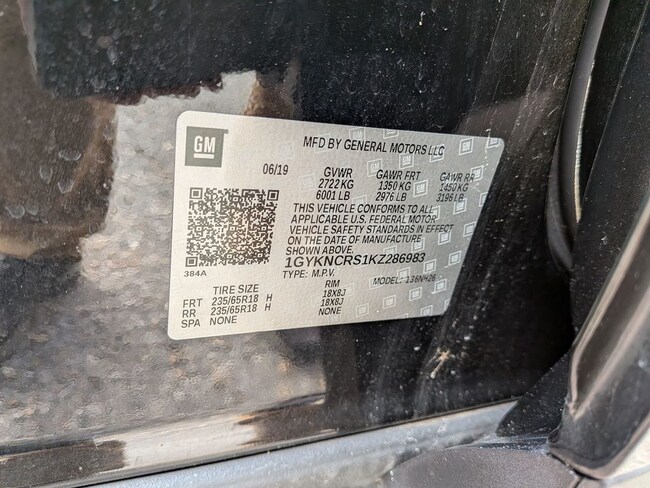 GM
MFD BY GENERAL MOTORS LLC
06/19 GVWR GAWR FRT GAWR RR
2722 KG 1350 KG 1450 KG
6001 LB 2976 LB 3196 LB
THIS VEHICLE CONFORMS TO ALL
APPLICABLE U.S. FEDERAL MOTOR
VEHICLE SAFETY STANDARDS IN EFFECT
ON THE DATE OF MANUFACTURE
SHOWN ABOVE.
1GYKNCRS1KZ286983
384A
TYPE: M.P.V. MODEL:
TIRE SIZE RIM
FRT 235/65R18 H 18X8J
RR 235/65R18 H 18X8J
SPA NONE NONE